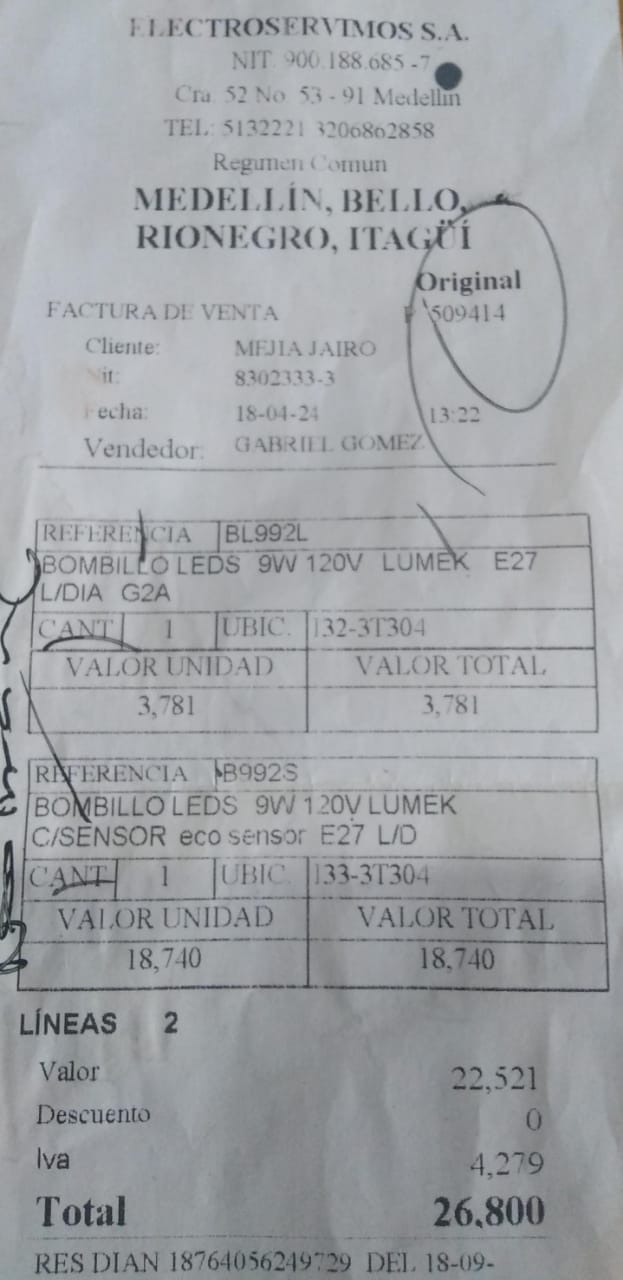 ELECTROSERVIMOS S.A.
NIT. 900.188.685 -7
Cra. 52 No. 53 - 91 Medellin
TEL: 5132221 3206862858
Regimen Comun
MEDELLÍN, BELLO,
RIONEGRO, ITAGÜÍ
Original
FACTURA DE VENTA 509414
Cliente: MEJIA JAIRO
Nit: 8302333-3
Fecha: 18-04-24 13:22
Vendedor: GABRIEL GOMEZ
REFERENCIA BL992L
BOMBILLO LEDS 9W 120V LUMEK E27
L/DIA G2A
CANT 1 UBIC. 132-3T304
VALOR UNIDAD VALOR TOTAL
3,781 3,781
REFERENCIA B992S
BOMBILLO LEDS 9W 120V LUMEK
C/SENSOR eco sensor E27 L/D
CANT 1 UBIC. 133-3T304
VALOR UNIDAD VALOR TOTAL
18,740 18,740
LÍNEAS 2
Valor 22,521
Descuento 0
Iva 4,279
Total 26,800
RES DIAN 18764056249729 DEL 18-09-